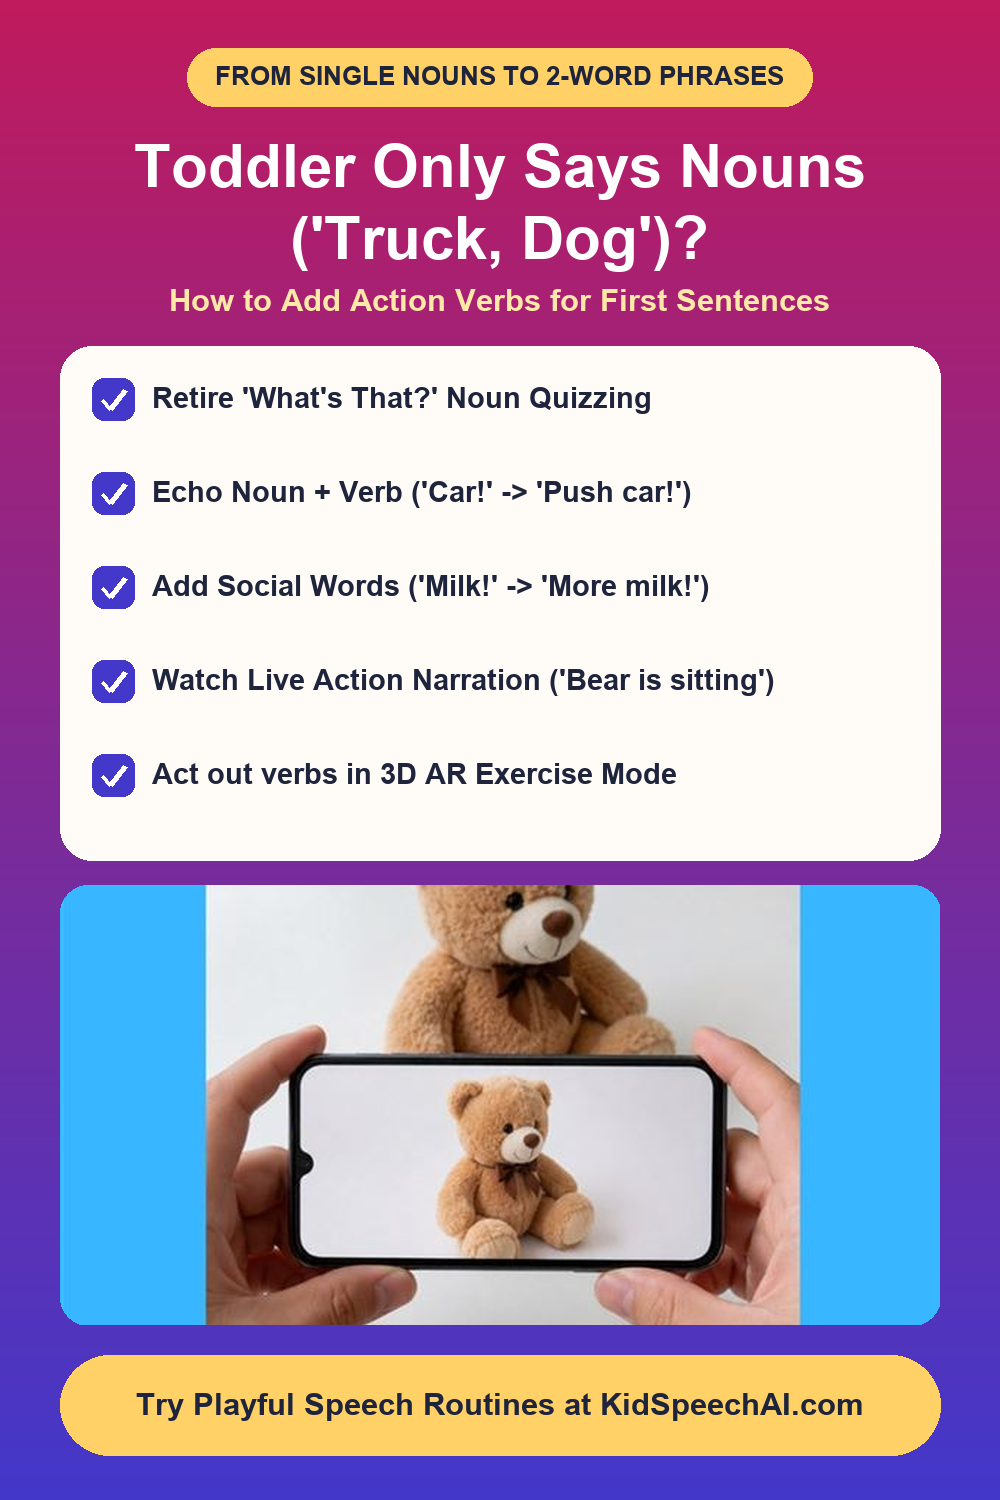 FROM SINGLE NOUNS TO 2-WORD PHRASES
Toddler Only Says Nouns
('Truck, Dog')?
How to Add Action Verbs for First Sentences
Retire 'What's That?' Noun Quizzing
Echo Noun + Verb ('Car!' -> 'Push car!')
Add Social Words ('Milk!' -> 'More milk!')
Watch Live Action Narration ('Bear is sitting')
Act out verbs in 3D AR Exercise Mode
Try Playful Speech Routines at KidSpeechAI.com